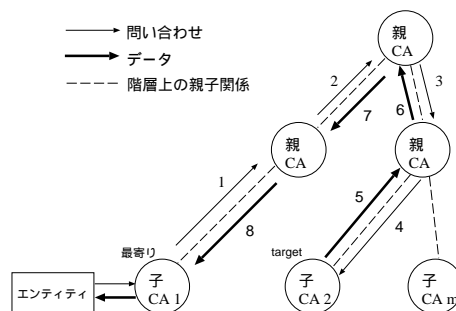 問い合わせ
データ
階層上の親子関係
親
CA
2
3
7
6
親
CA
親
CA
1
5
8
4
最寄り
target
エンティティ
子
CA 1
子
CA 2
子
CA m